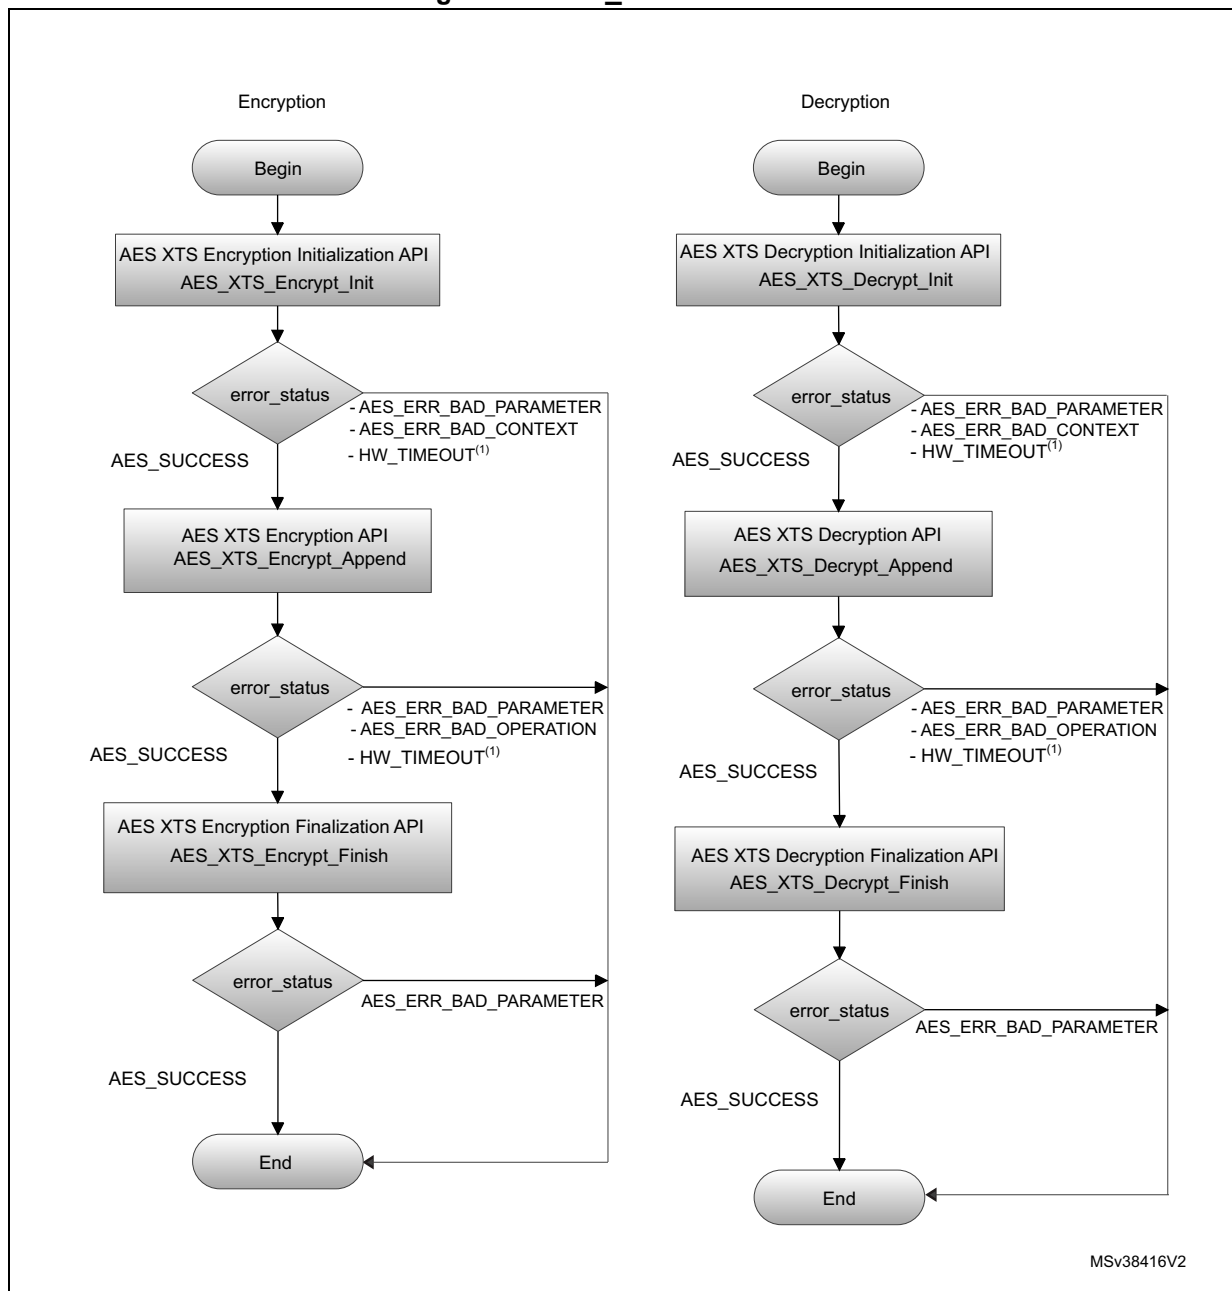 Encryption
Begin
AES XTS Encryption Initialization API
AES_XTS_Encrypt_Init
error_status
- AES_ERR_BAD_PARAMETER
- AES_ERR_BAD_CONTEXT
- HW_TIMEOUT(1)
AES_SUCCESS
AES XTS Encryption API
AES_XTS_Encrypt_Append
error_status
- AES_ERR_BAD_PARAMETER
- AES_ERR_BAD_OPERATION
- HW_TIMEOUT(1)
AES_SUCCESS
AES XTS Encryption Finalization API
AES_XTS_Encrypt_Finish
error_status
AES_ERR_BAD_PARAMETER
AES_SUCCESS
End
Decryption
Begin
AES XTS Decryption Initialization API
AES_XTS_Decrypt_Init
error_status
- AES_ERR_BAD_PARAMETER
- AES_ERR_BAD_CONTEXT
- HW_TIMEOUT(1)
AES_SUCCESS
AES XTS Decryption API
AES_XTS_Decrypt_Append
error_status
- AES_ERR_BAD_PARAMETER
- AES_ERR_BAD_OPERATION
- HW_TIMEOUT(1)
AES_SUCCESS
AES XTS Decryption Finalization API
AES_XTS_Decrypt_Finish
error_status
AES_ERR_BAD_PARAMETER
AES_SUCCESS
End
MSv38416V2